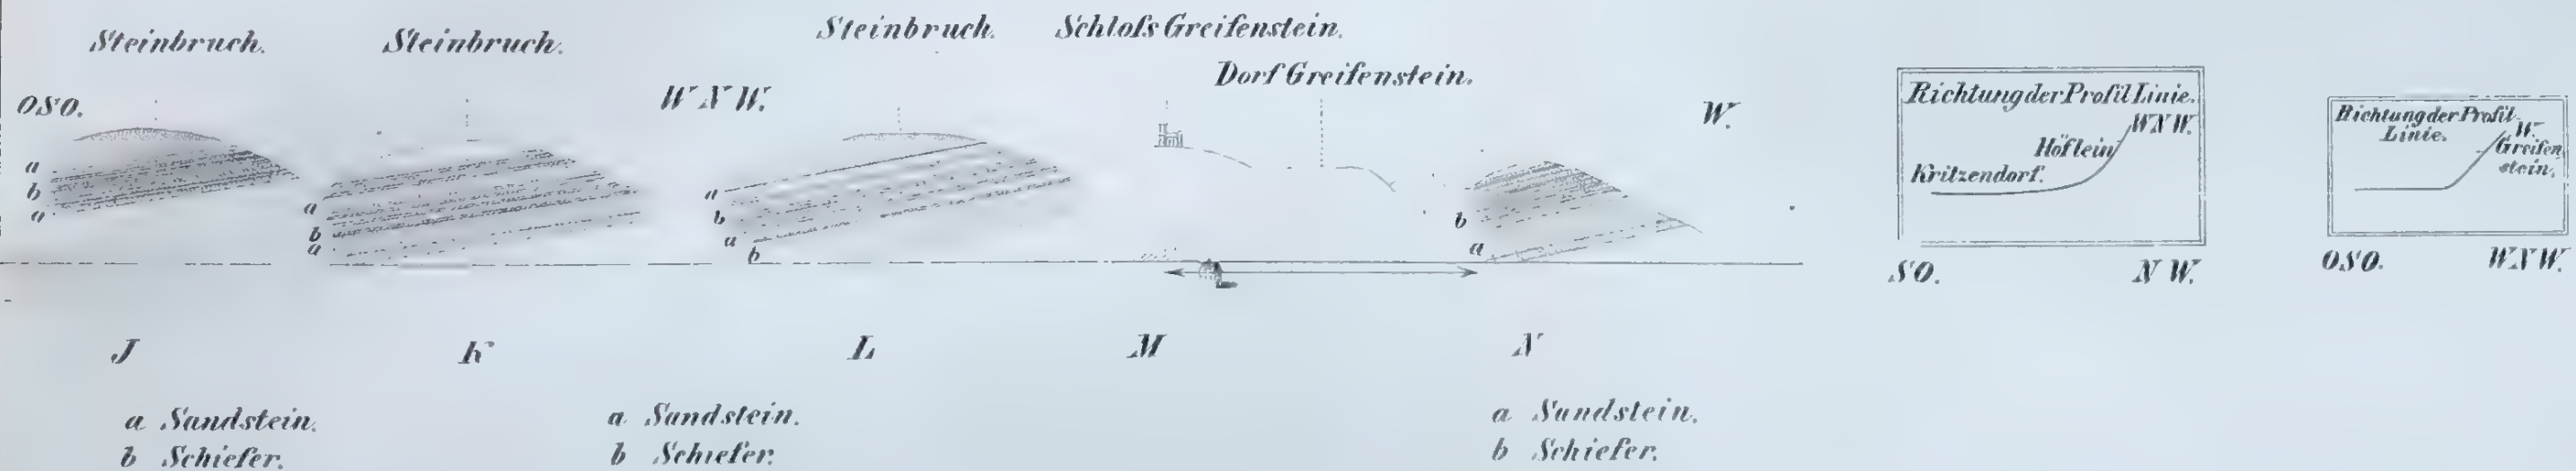 Steinbruch.
Steinbruch.
Steinbruch.
Schloſs Greifenstein.
Dorf Greifenstein.
OSO.
WNW.
W.
a
b
a
a
b
a
a
b
a
b
b
a
Richtung der Profil Linie.
WNW.
Höflein
Kritzendorf.
SO.
NW.
Richtung der Profil-
Linie.
W.
Greifen
stein.
OSO.
WNW.
J
K
L
M
N
a Sandstein.
b Schiefer.
a Sandstein.
b Schiefer.
a Sandstein.
b Schiefer.